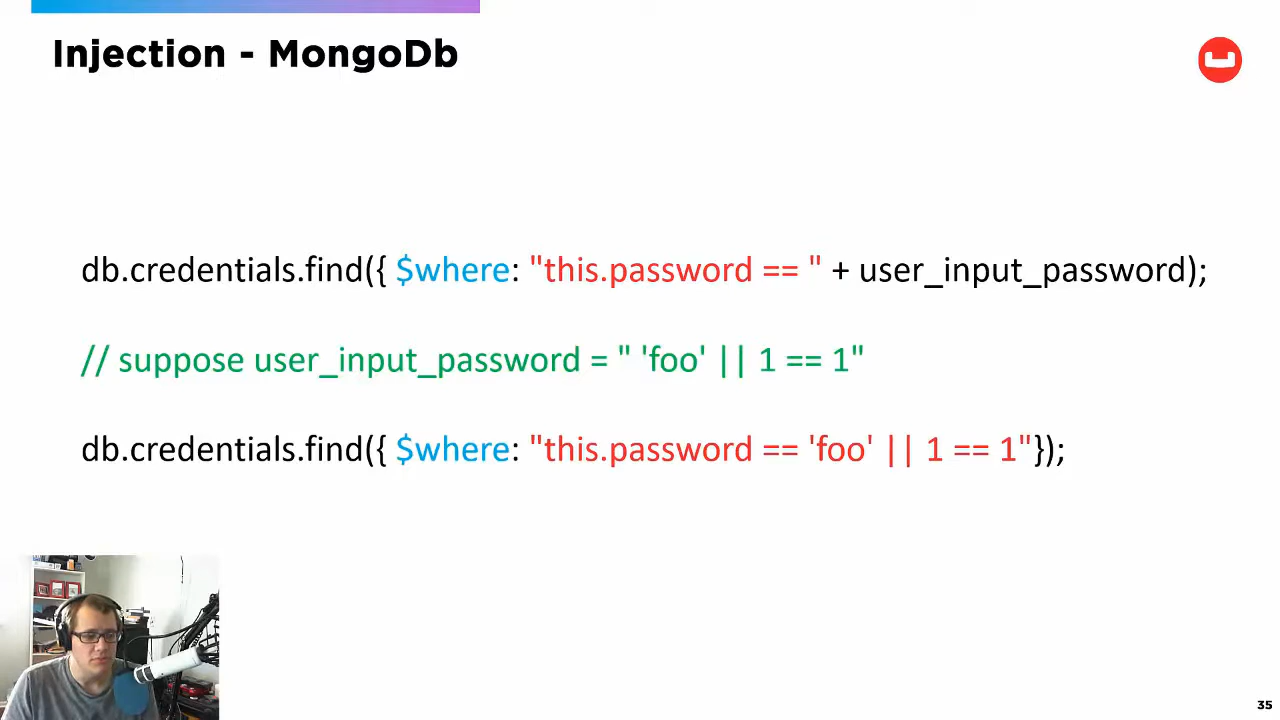 Injection - MongoDb
db.credentials.find({ $where: "this.password == " + user_input_password);
// suppose user_input_password = " 'foo' || 1 == 1"
db.credentials.find({ $where: "this.password == 'foo' || 1 == 1"});
35